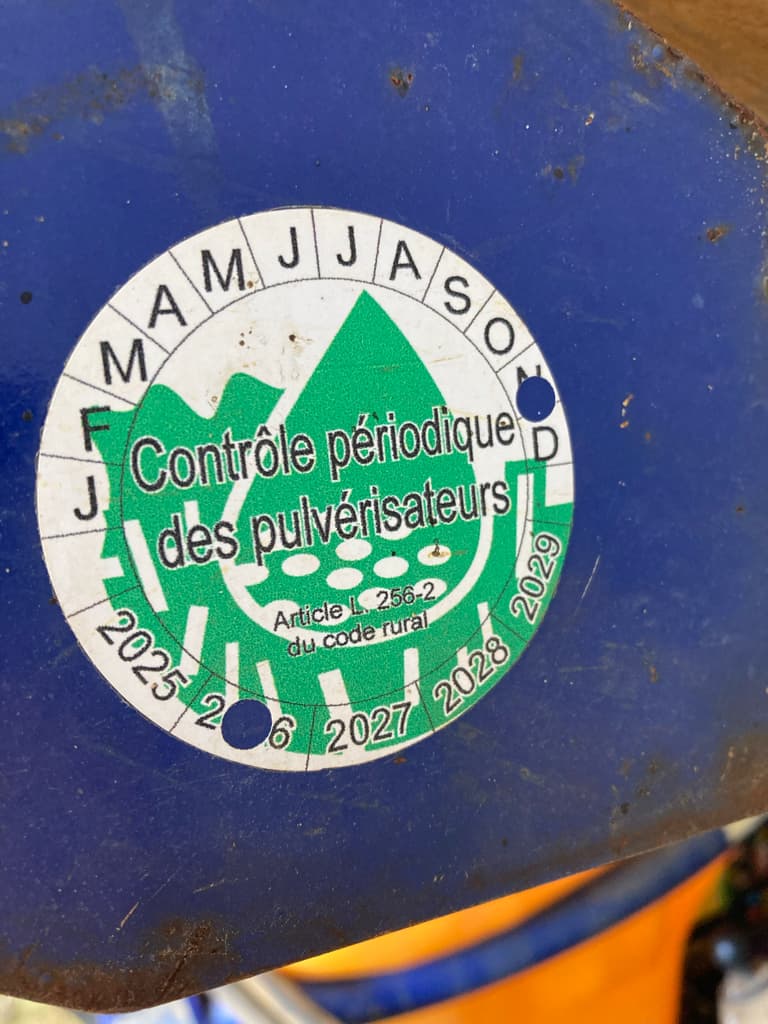 J F M A M J J A S O N D
Contrôle périodique
des pulvérisateurs
Article L. 256-2
du code rural
2025 2027 2028 2029